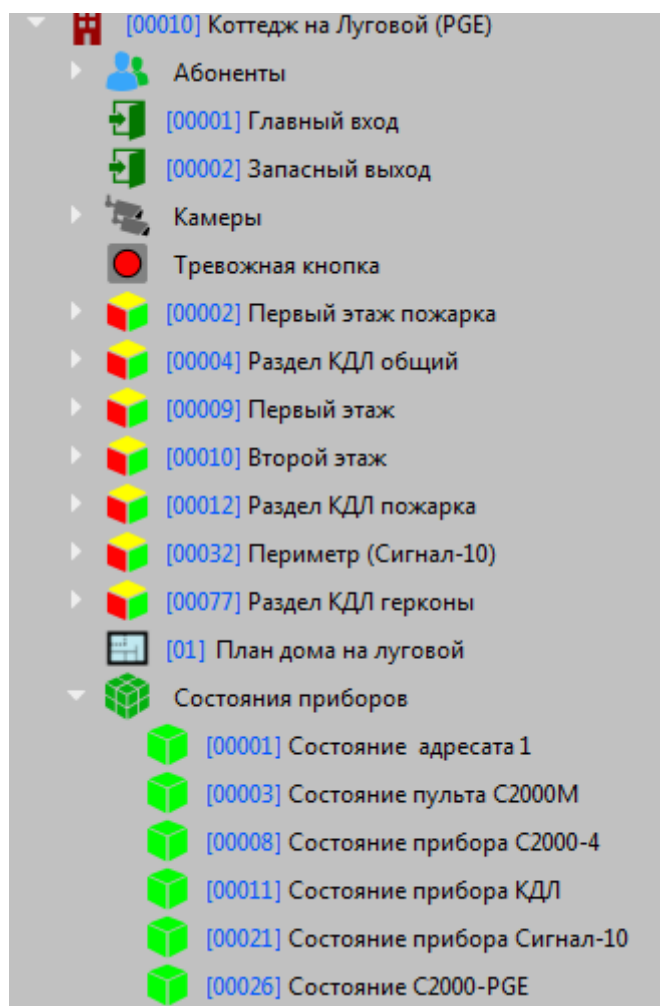 [00010] Коттедж на Луговой (PGE)
Абоненты
[00001] Главный вход
[00002] Запасный выход
Камеры
Тревожная кнопка
[00002] Первый этаж пожарка
[00004] Раздел КДЛ общий
[00009] Первый этаж
[00010] Второй этаж
[00012] Раздел КДЛ пожарка
[00032] Периметр (Сигнал-10)
[00077] Раздел КДЛ герконы
[01] План дома на луговой
Состояния приборов
[00001] Состояние адресата 1
[00003] Состояние пульта С2000М
[00008] Состояние прибора С2000-4
[00011] Состояние прибора КДЛ
[00021] Состояние прибора Сигнал-10
[00026] Состояние С2000-PGE